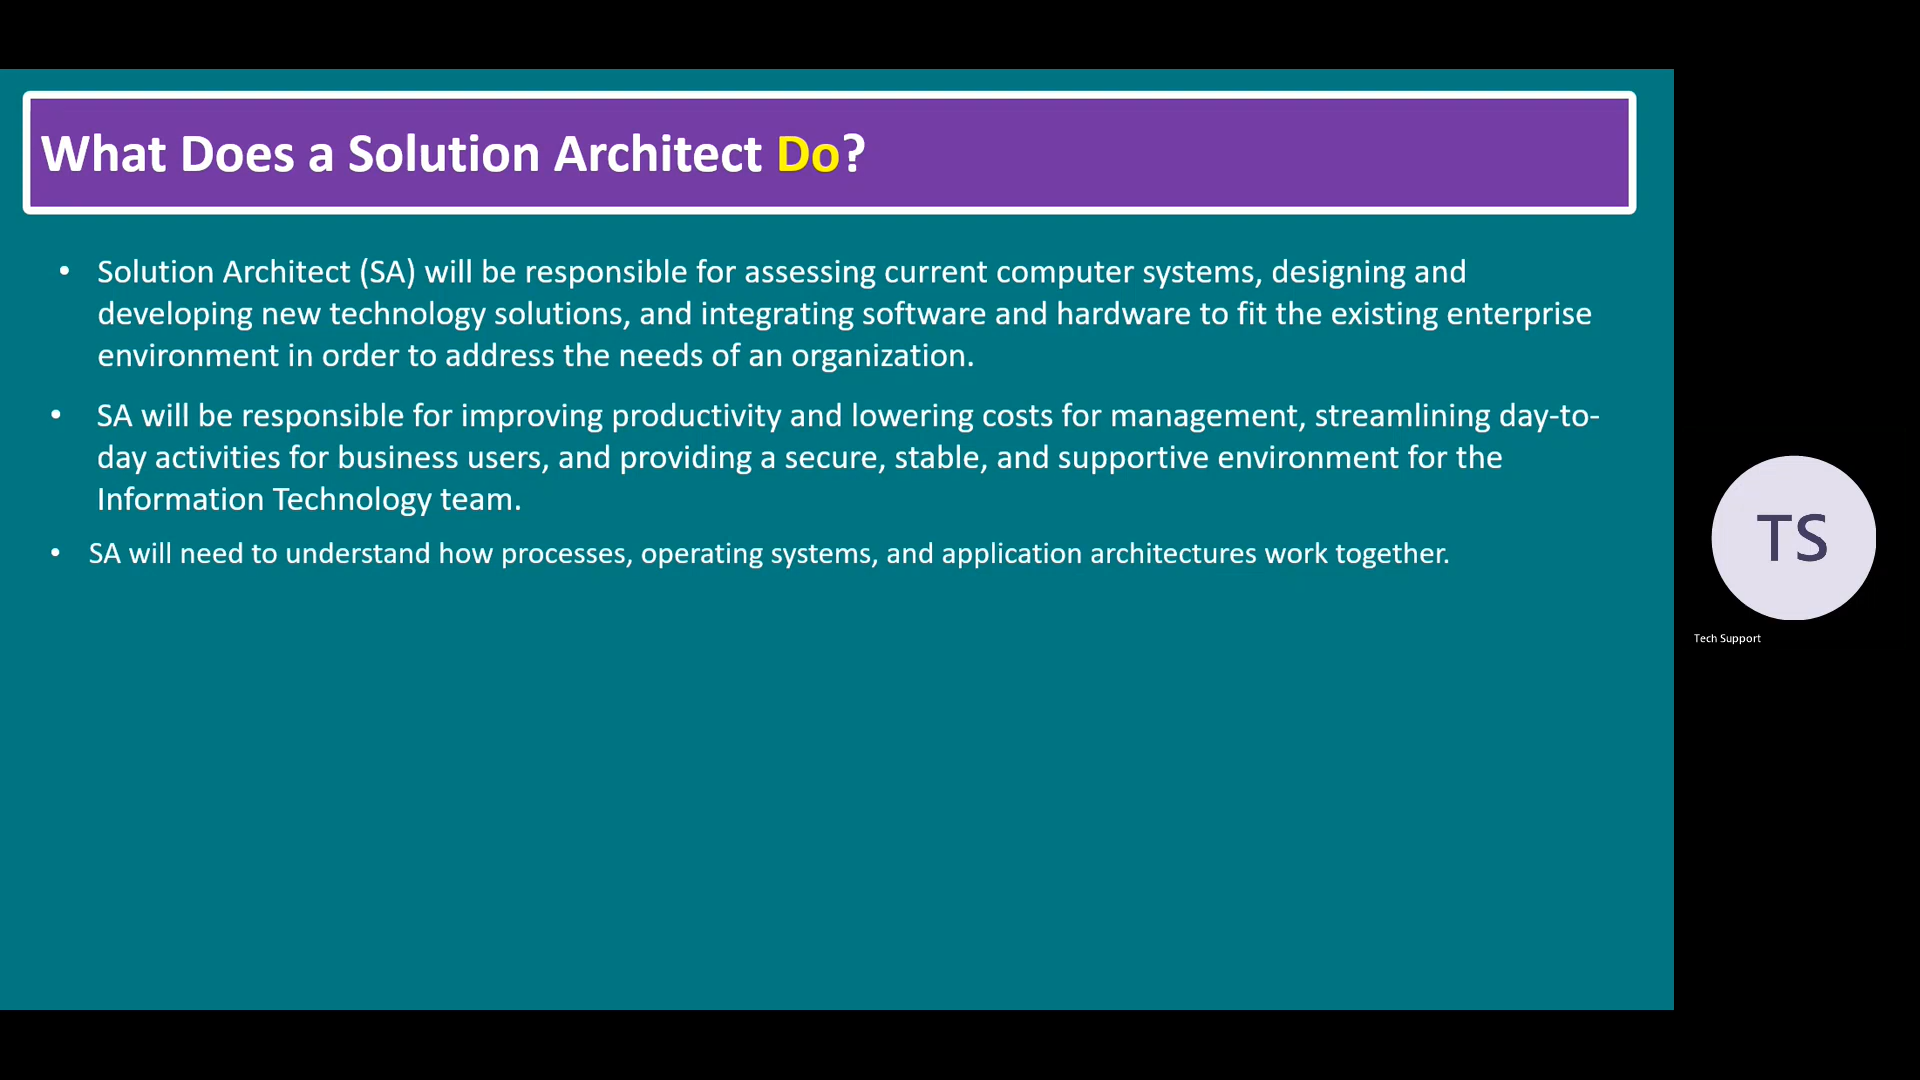 What Does a Solution Architect Do?
• Solution Architect (SA) will be responsible for assessing current computer systems, designing and
developing new technology solutions, and integrating software and hardware to fit the existing enterprise
environment in order to address the needs of an organization.
• SA will be responsible for improving productivity and lowering costs for management, streamlining day-to-
day activities for business users, and providing a secure, stable, and supportive environment for the
Information Technology team.
• SA will need to understand how processes, operating systems, and application architectures work together.
TS
Tech Support